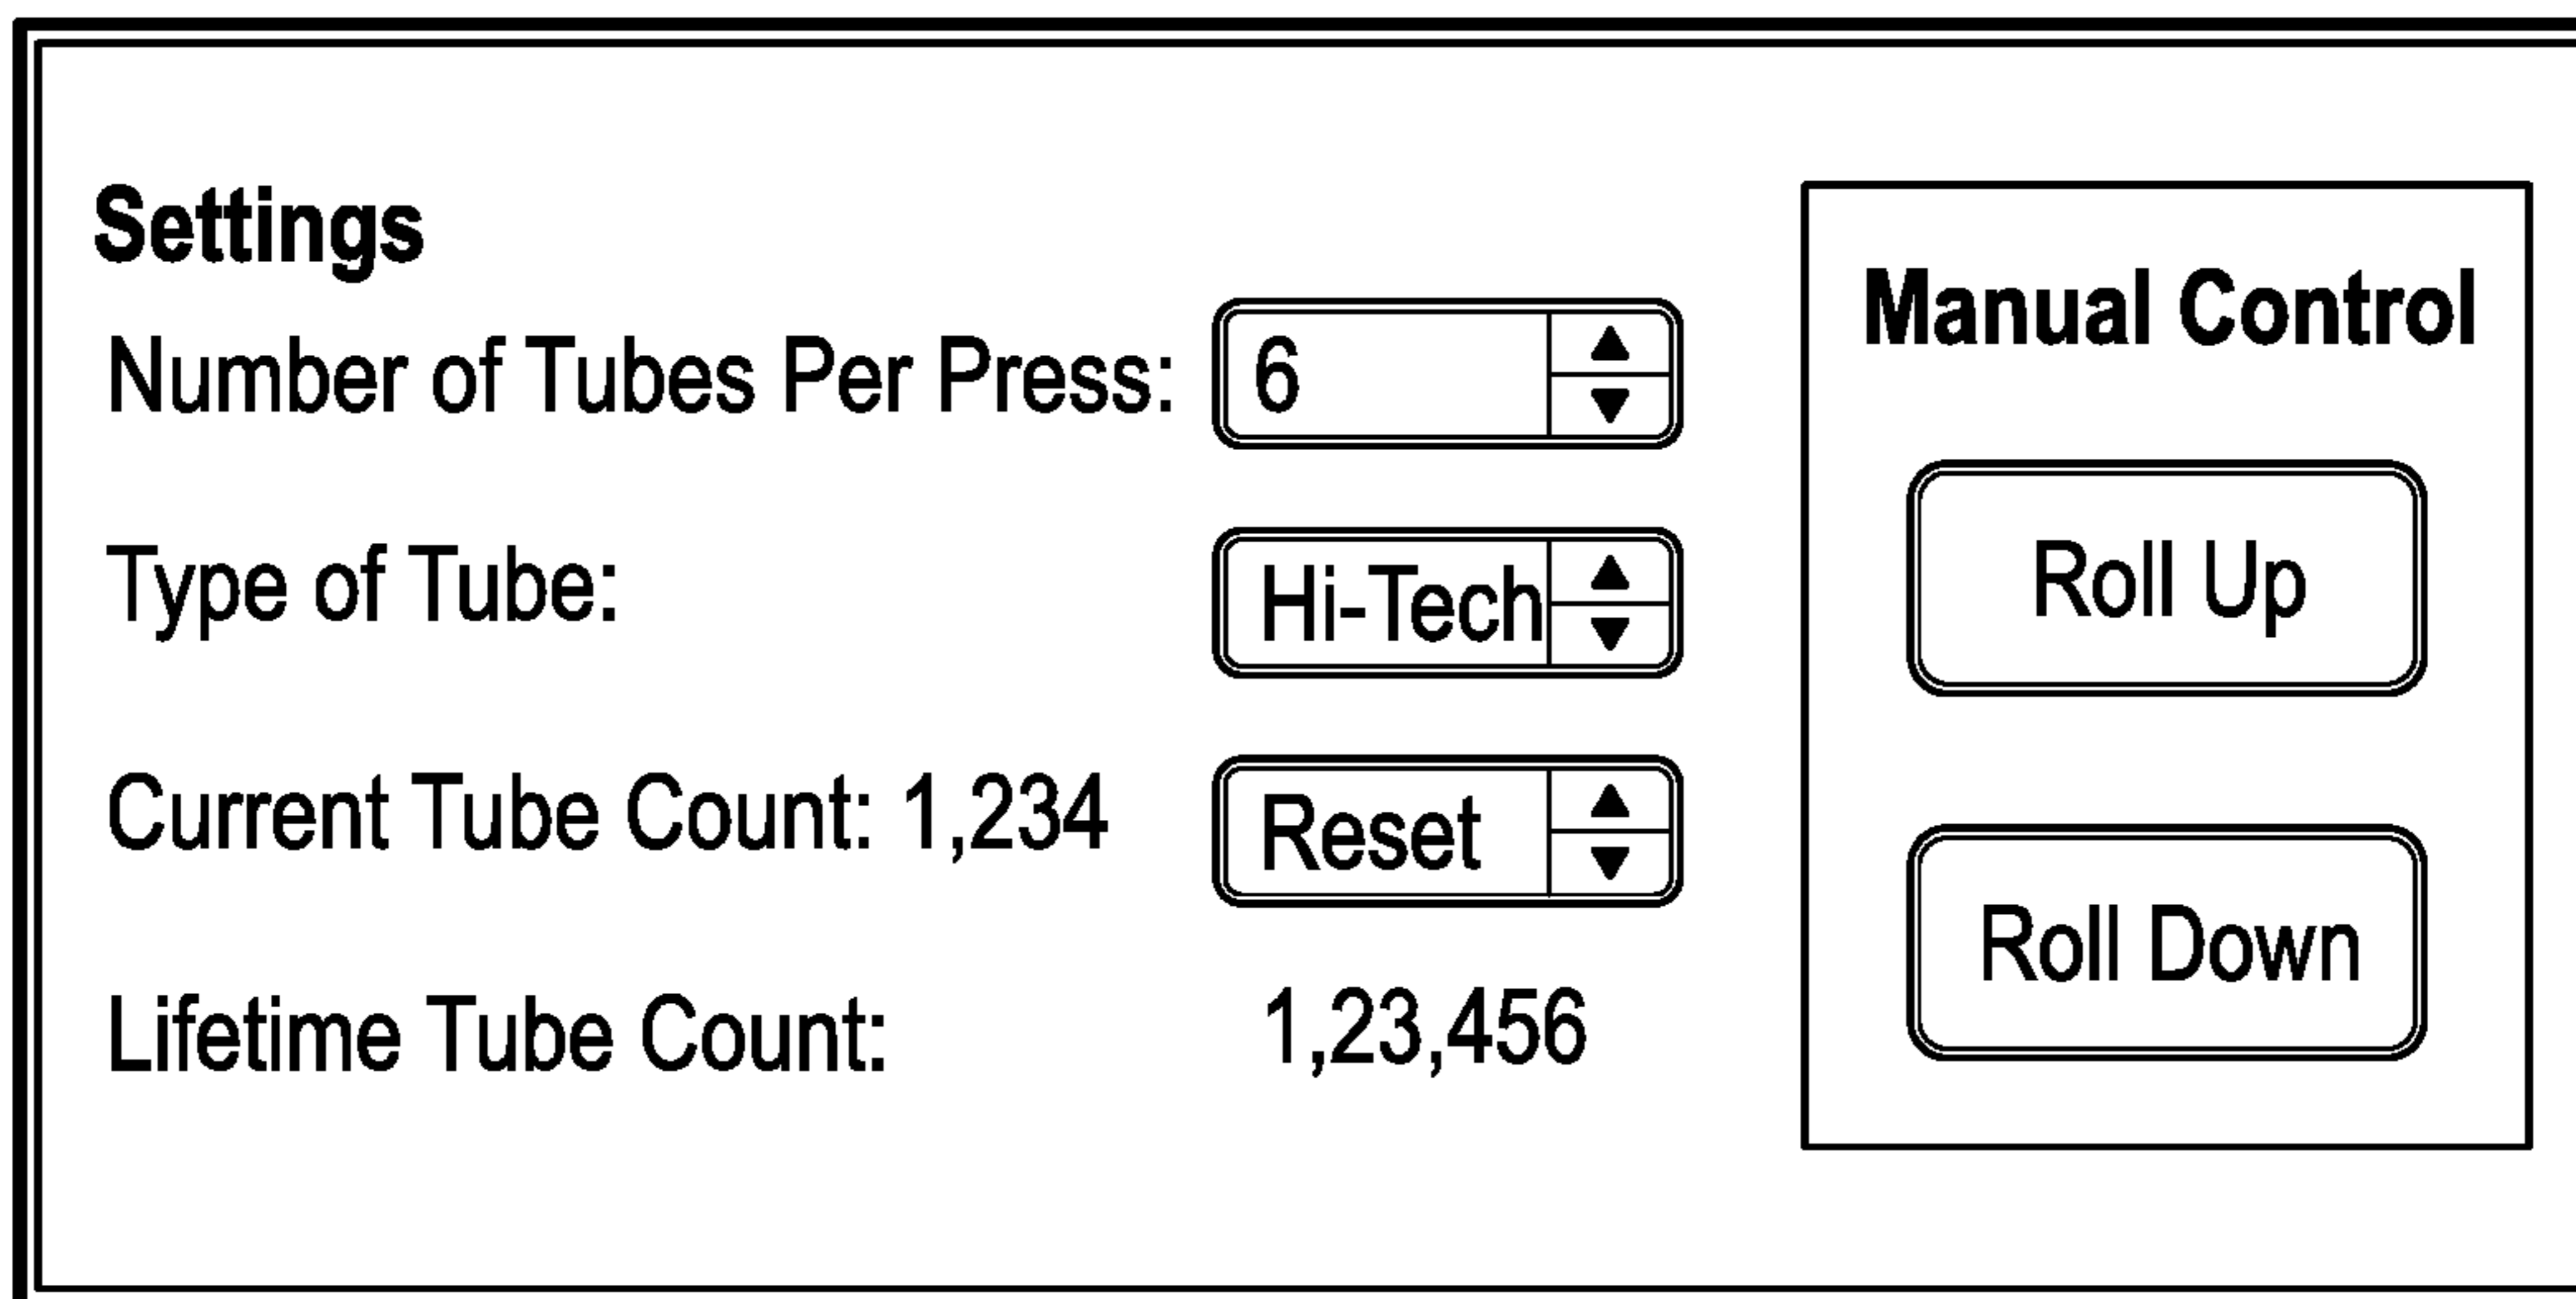 Settings
Number of Tubes Per Press: 6
Type of Tube: Hi-Tech
Current Tube Count: 1,234 Reset
Lifetime Tube Count: 1,23,456
Manual Control
Roll Up
Roll Down